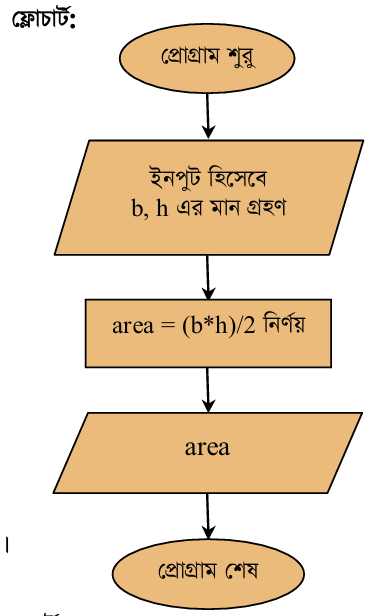 ফ্লোচার্ট:
প্রোগ্রাম শুরু
ইনপুট হিসেবে
b, h এর মান গ্রহণ
area = (b*h)/2 নির্ণয়
area
।
প্রোগ্রাম শেষ